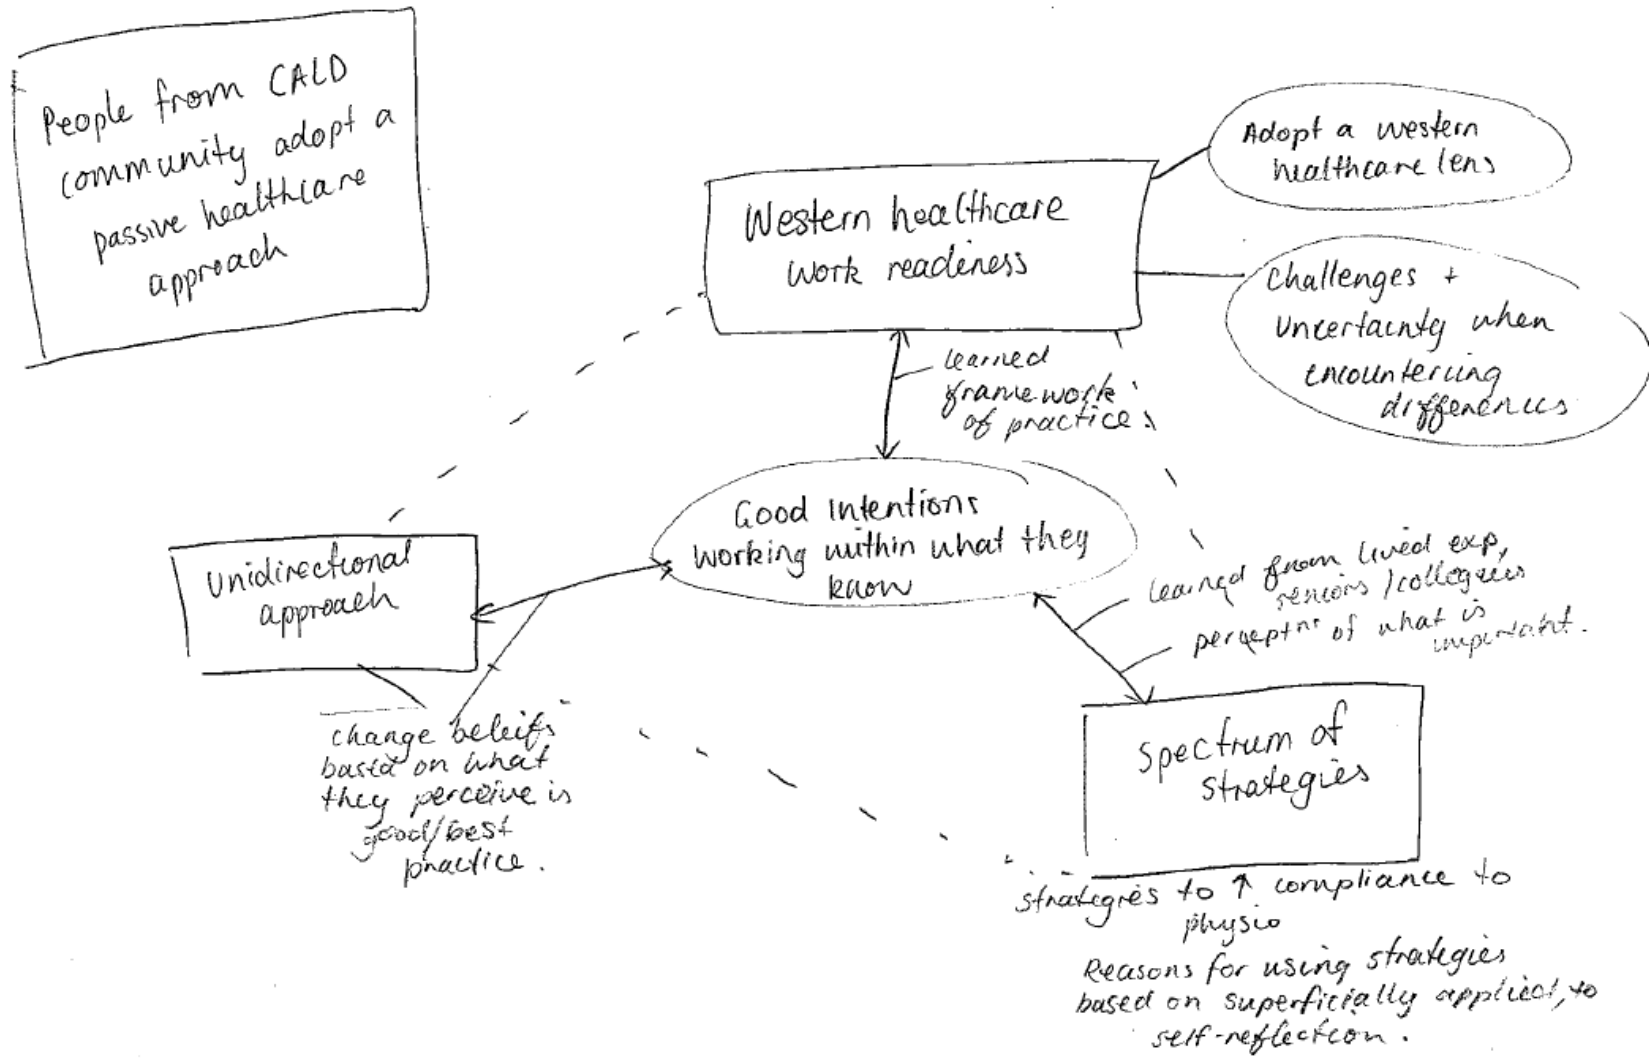 People from CALD
community adopt a
passive healthcare
approach
Adopt a western
healthcare lens
Western healthcare
work readiness
Challenges +
uncertainty when
encountering
differences
learned
framework
of practice
Good intentions
working within what they
know
Unidirectional
approach
learned from lived exp,
seniors / collegues
perceptns of what is
important.
change beleifs
based on what
they perceive is
good/best
practice.
Spectrum of
strategies
strategies to ↑ compliance to
physio
Reasons for using strategies
based on superficially applied, to
self-reflection.